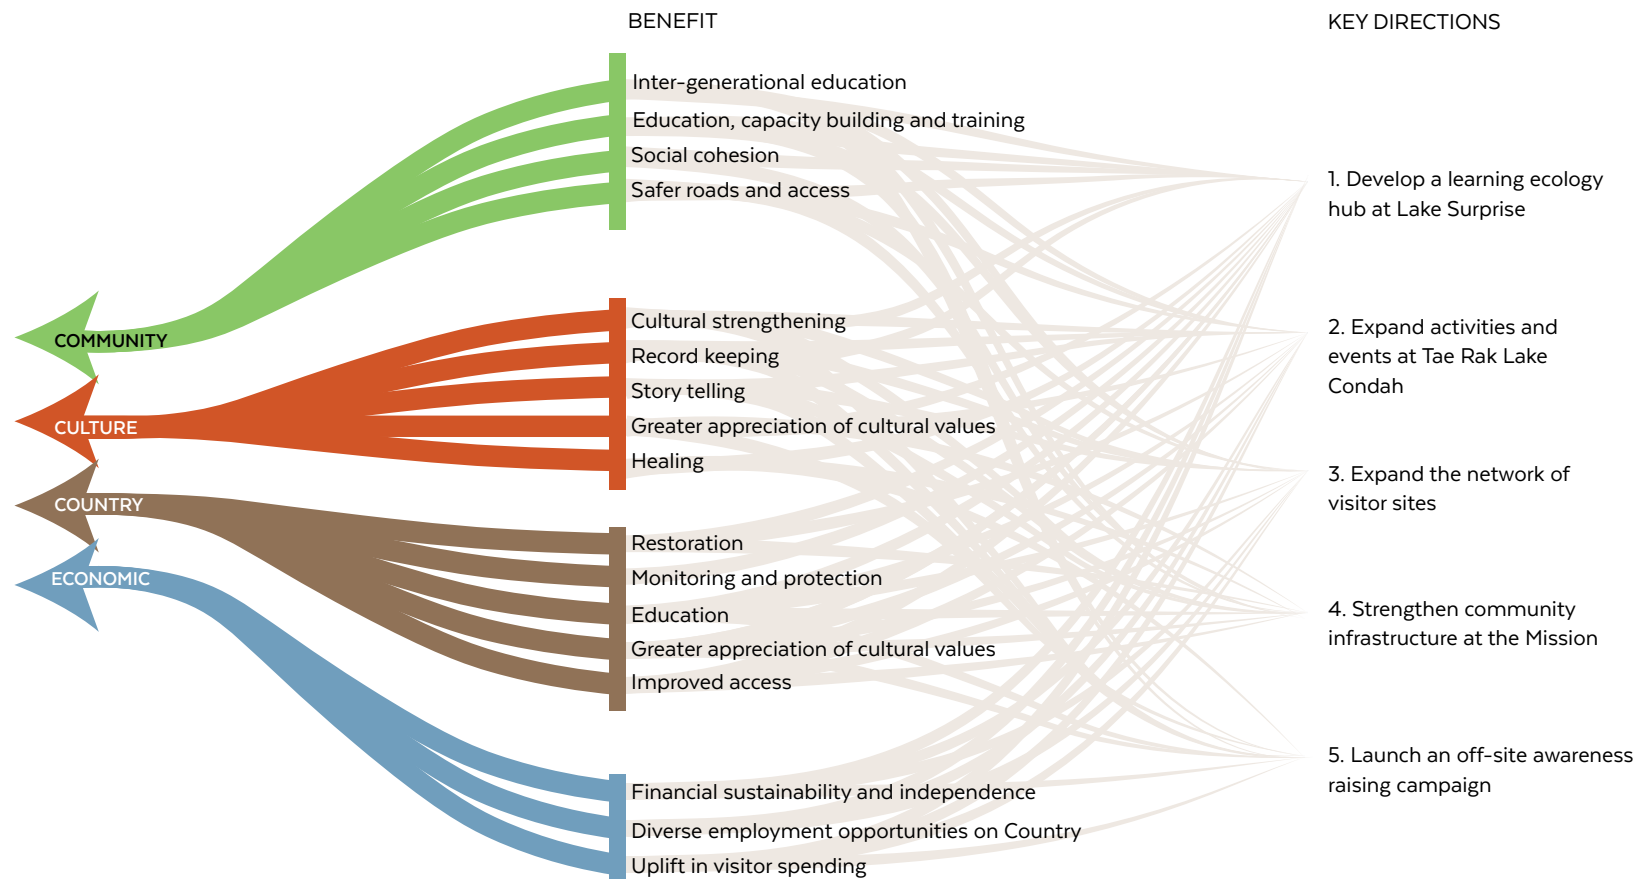 BENEFIT
KEY DIRECTIONS
Inter-generational education
Education, capacity building and training
Social cohesion
Safer roads and access
COMMUNITY
Cultural strengthening
Record keeping
Story telling
Greater appreciation of cultural values
Healing
CULTURE
COUNTRY
Restoration
Monitoring and protection
Education
Greater appreciation of cultural values
Improved access
ECONOMIC
Financial sustainability and independence
Diverse employment opportunities on Country
Uplift in visitor spending
1. Develop a learning ecology
hub at Lake Surprise
2. Expand activities and
events at Tae Rak Lake
Condah
3. Expand the network of
visitor sites
4. Strengthen community
infrastructure at the Mission
5. Launch an off-site awareness
raising campaign